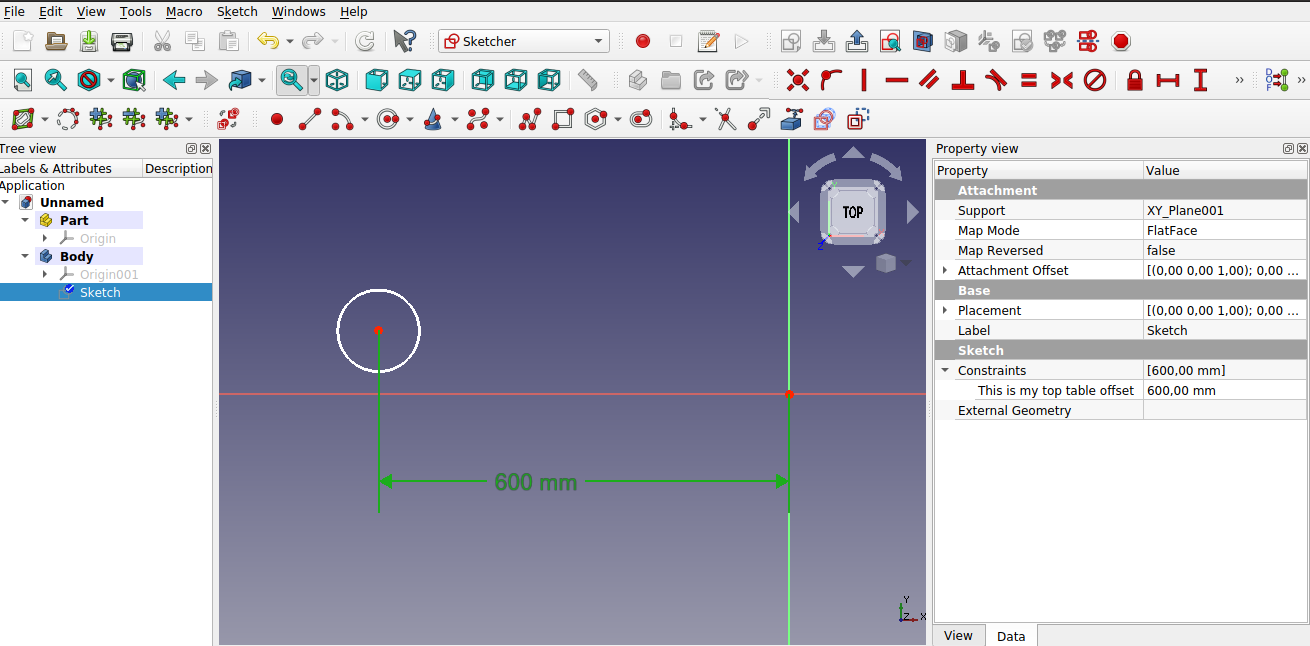 File Edit View Tools Macro Sketch Windows Help
Sketcher
Tree view
Labels & Attributes Description
Application
Unnamed
Part
Origin
Body
Origin001
Sketch
TOP
Z
600 mm
Y
Z X
Property view
Property Value
Attachment
Support XY_Plane001
Map Mode FlatFace
Map Reversed false
Attachment Offset [(0,00 0,00 1,00); 0,00 ...
Base
Placement [(0,00 0,00 1,00); 0,00 ...
Label Sketch
Sketch
Constraints [600,00 mm]
This is my top table offset 600,00 mm
External Geometry
View Data